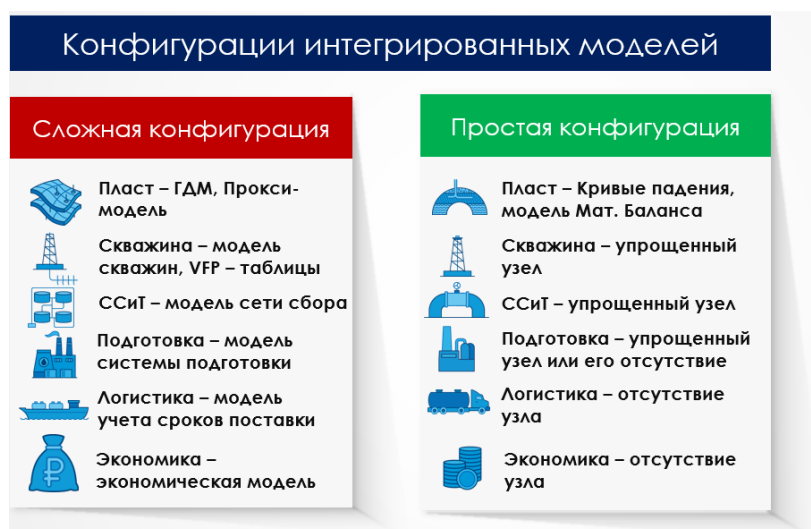 Конфигурации интегрированных моделей
Сложная конфигурация
Пласт – ГДМ, Прокси-
модель
Скважина – модель
скважин, VFP – таблицы
ССиТ – модель сети сбора
Подготовка – модель
системы подготовки
Логистика – модель
учета сроков поставки
Экономика –
экономическая модель
Простая конфигурация
Пласт – Кривые падения,
модель Мат. Баланса
Скважина – упрощенный
узел
ССиТ – упрощенный узел
Подготовка – упрощенный
узел или его отсутствие
Логистика – отсутствие
узла
Экономика – отсутствие
узла